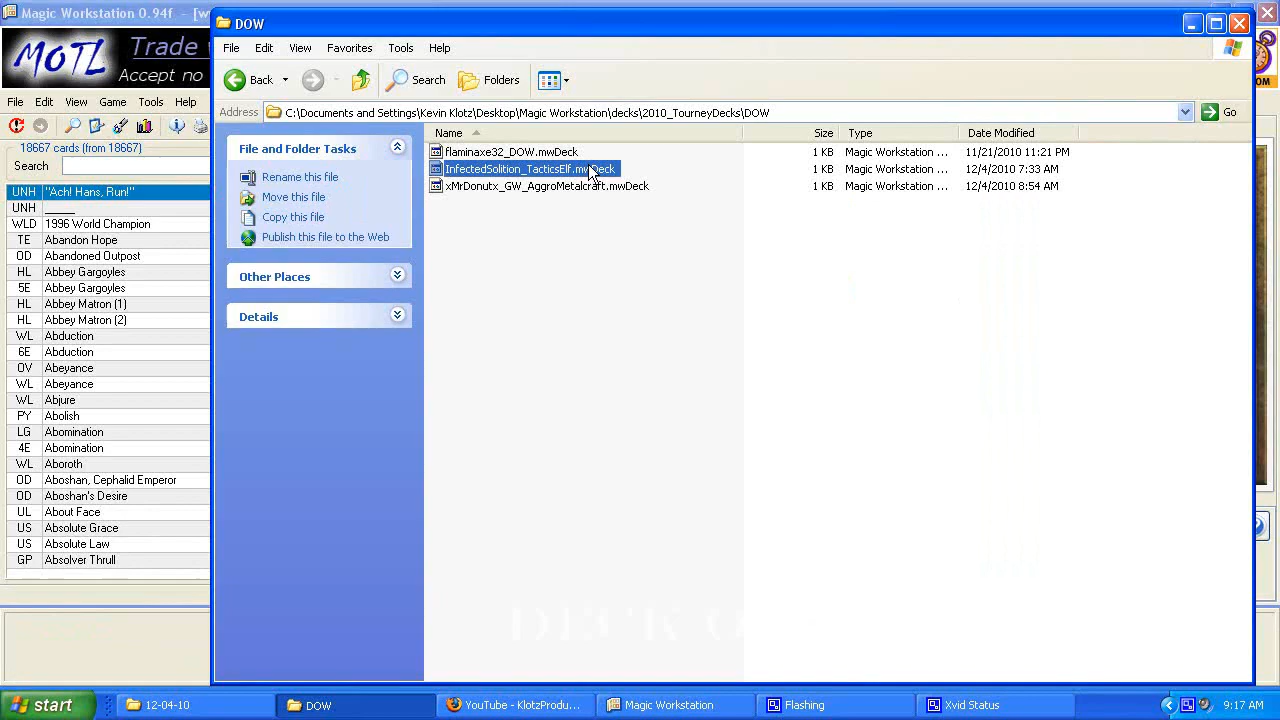 Magic Workstation 0.94f - [w
DOW
MOTL
Trade
Accept no
OM
File Edit View Favorites Tools Help
Back
Search
Folders
File Edit View Game Tools Help
Address
C:\Documents and Settings\Kevin Klotz\Desktop\Magic Workstation\decks\2010_TourneyDecks\DOW
Go
18667 cards (from 18667)
Search
UNH "Ach! Hans, Run!"
UNH _____
WLD 1996 World Champion
TE Abandon Hope
OD Abandoned Outpost
HL Abbey Gargoyles
5E Abbey Gargoyles
HL Abbey Matron (1)
HL Abbey Matron (2)
WL Abduction
6E Abduction
OV Abeyance
WL Abeyance
WL Abjure
PY Abolish
LG Abomination
4E Abomination
WL Aboroth
OD Aboshan, Cephalid Emperor
OD Aboshan's Desire
UL About Face
US Absolute Grace
US Absolute Law
GP Absolver Thrull
File and Folder Tasks
Rename this file
Move this file
Copy this file
Publish this file to the Web
Other Places
Details
Name Size Type Date Modified
flaminaxe32_DOW.mwDeck 1 KB Magic Workstation ... 11/21/2010 11:21 PM
InfectedSolition_TacticsElf.mwDeck 1 KB Magic Workstation ... 12/4/2010 7:33 AM
xMrDonutx_GW_AggroMetalcraft.mwDeck 1 KB Magic Workstation ... 12/4/2010 8:54 AM
DECK O
start
12-04-10
DOW
YouTube - KlotzProdu...
Magic Workstation
Flashing
Xvid Status
9:17 AM